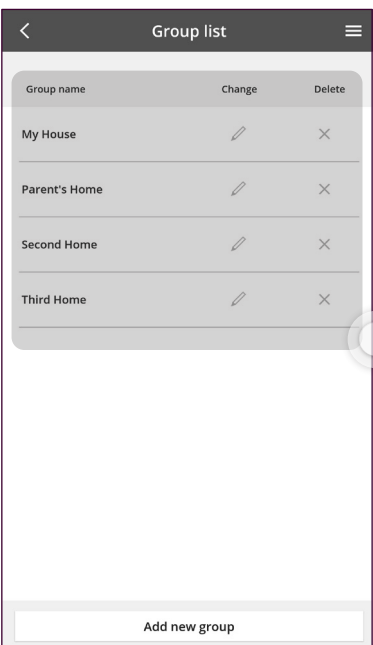 Group list
Group name Change Delete
My House
Parent's Home
Second Home
Third Home
Add new group